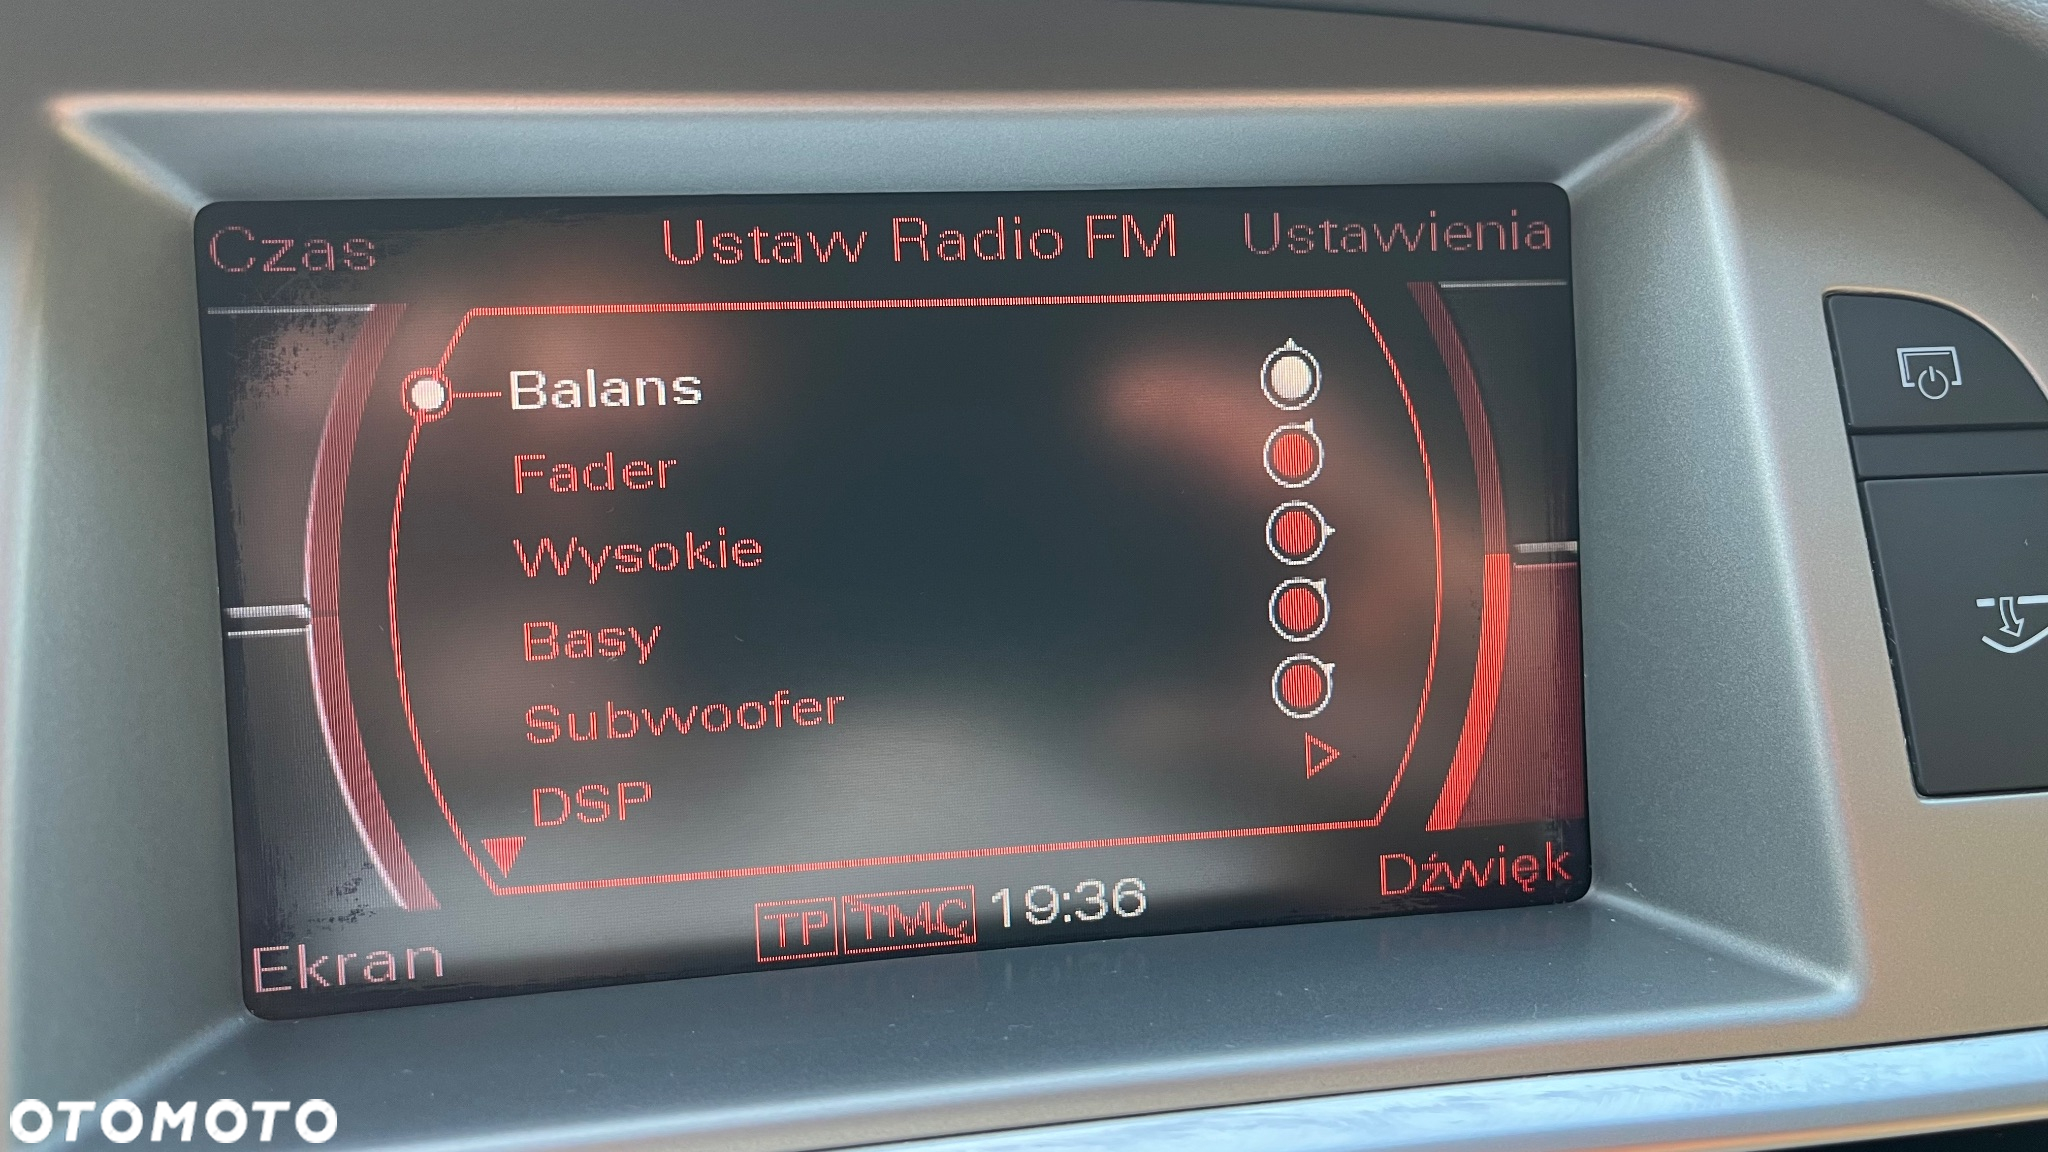 Czas
Ustaw Radio FM
Ustawienia
Balans
Fader
Wysokie
Basy
Subwoofer
DSP
Dźwięk
TP TMC 19:36
Ekran
OTOMOTO